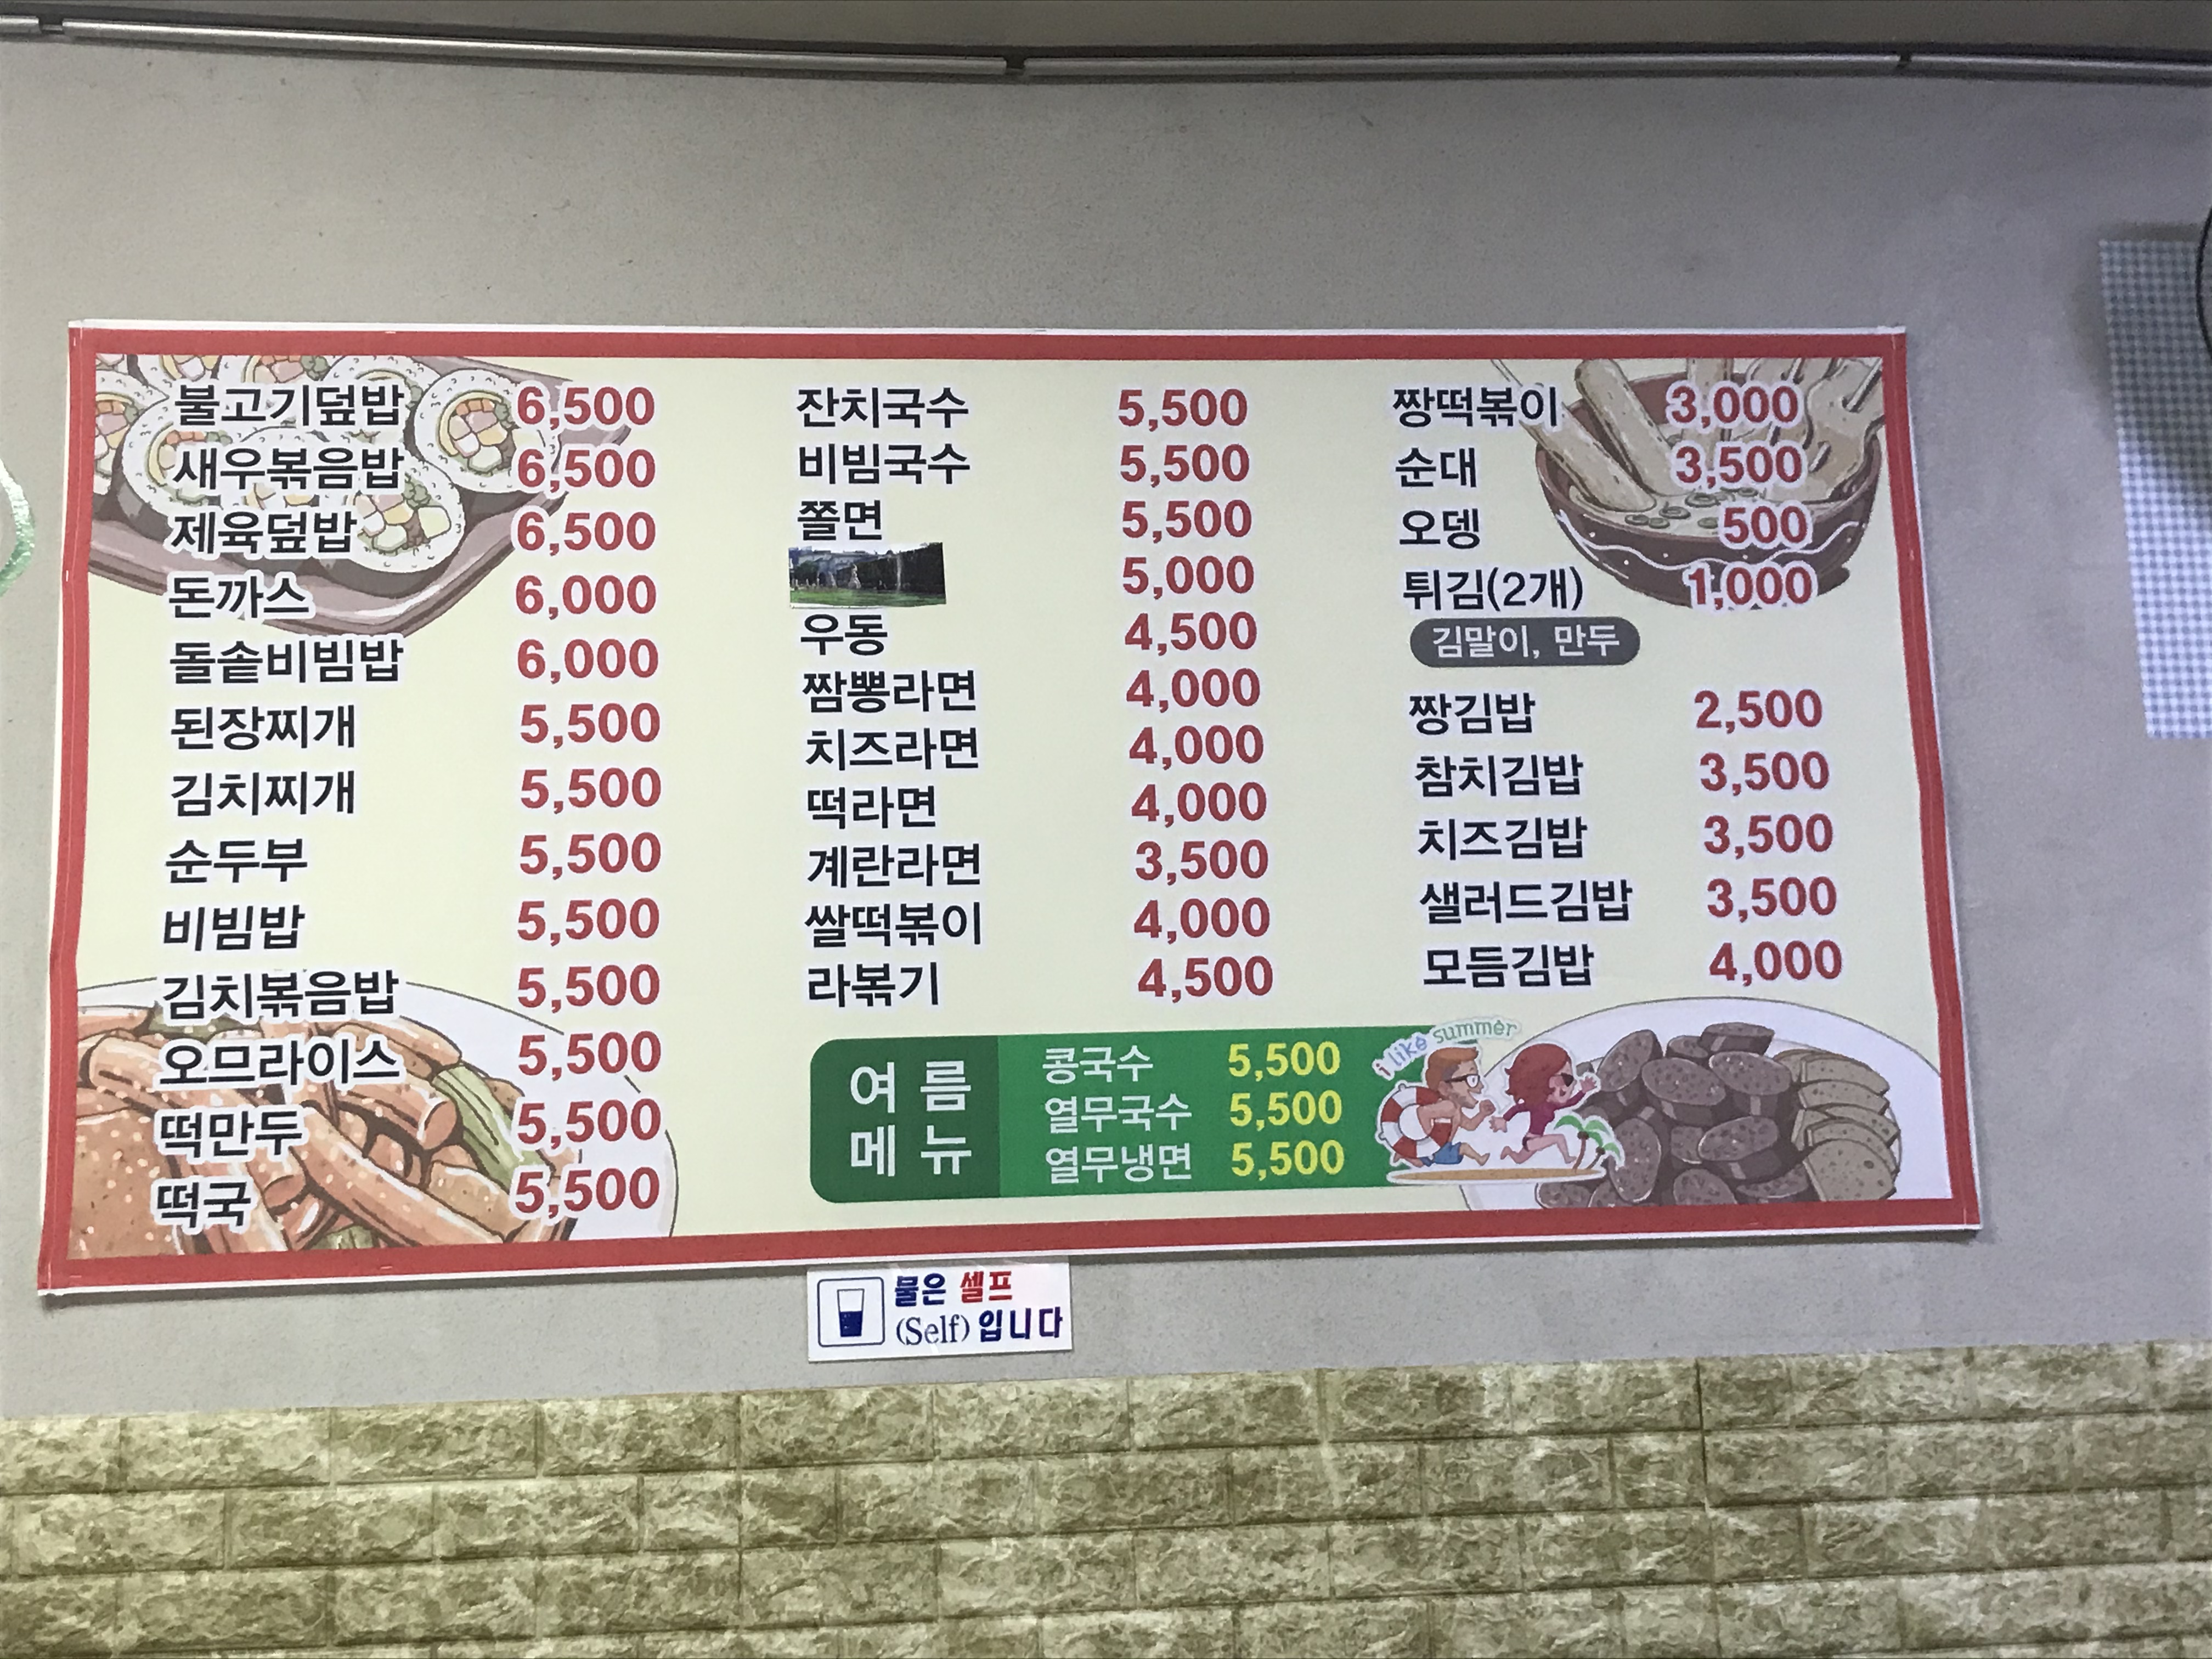 불고기덮밥 6,500
새우볶음밥 6,500
제육덮밥 6,500
돈까스 6,000
돌솥비빔밥 6,000
된장찌개 5,500
김치찌개 5,500
순두부 5,500
비빔밥 5,500
김치볶음밥 5,500
오므라이스 5,500
떡만두 5,500
떡국 5,500
잔치국수 5,500
비빔국수 5,500
쫄면 5,500
5,000
우동 4,500
짬뽕라면 4,000
치즈라면 4,000
떡라면 4,000
계란라면 3,500
쌀떡볶이 4,000
라볶기 4,500
짱떡볶이 3,000
순대 3,500
오뎅 500
튀김(2개) 1,000
김말이, 만두
짱김밥 2,500
참치김밥 3,500
치즈김밥 3,500
샐러드김밥 3,500
모듬김밥 4,000
여름
메뉴
콩국수 5,500
열무국수 5,500
열무냉면 5,500
i like summer
물은 셀프
(Self) 입니다